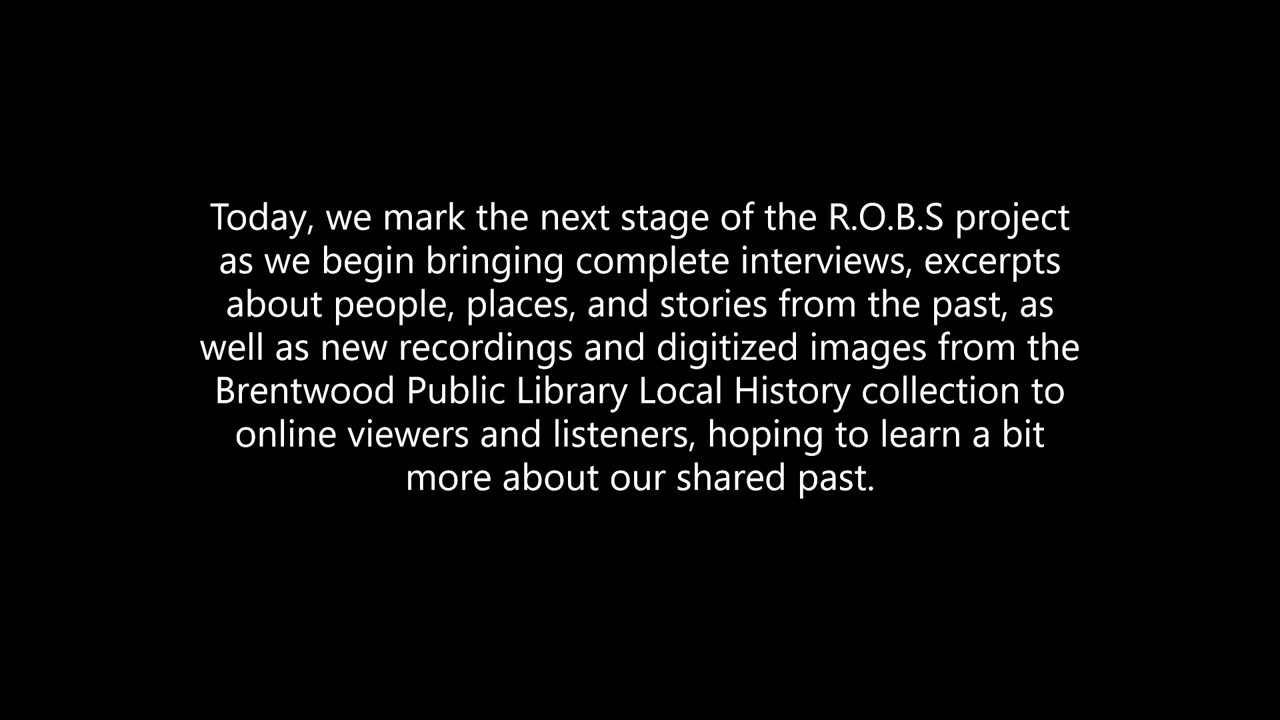 Today, we mark the next stage of the R.O.B.S project
as we begin bringing complete interviews, excerpts
about people, places, and stories from the past, as
well as new recordings and digitized images from the
Brentwood Public Library Local History collection to
online viewers and listeners, hoping to learn a bit
more about our shared past.